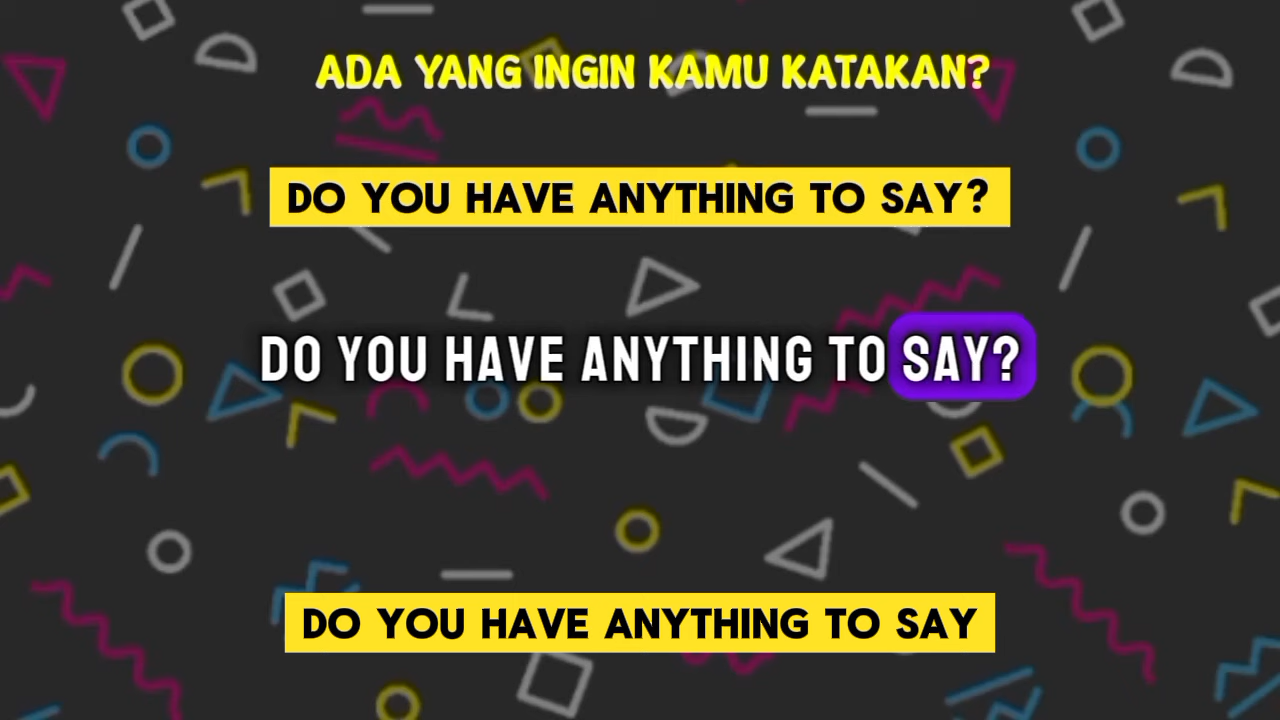 ADA YANG INGIN KAMU KATAKAN?
DO YOU HAVE ANYTHING TO SAY?
DO YOU HAVE ANYTHING TO SAY?
DO YOU HAVE ANYTHING TO SAY